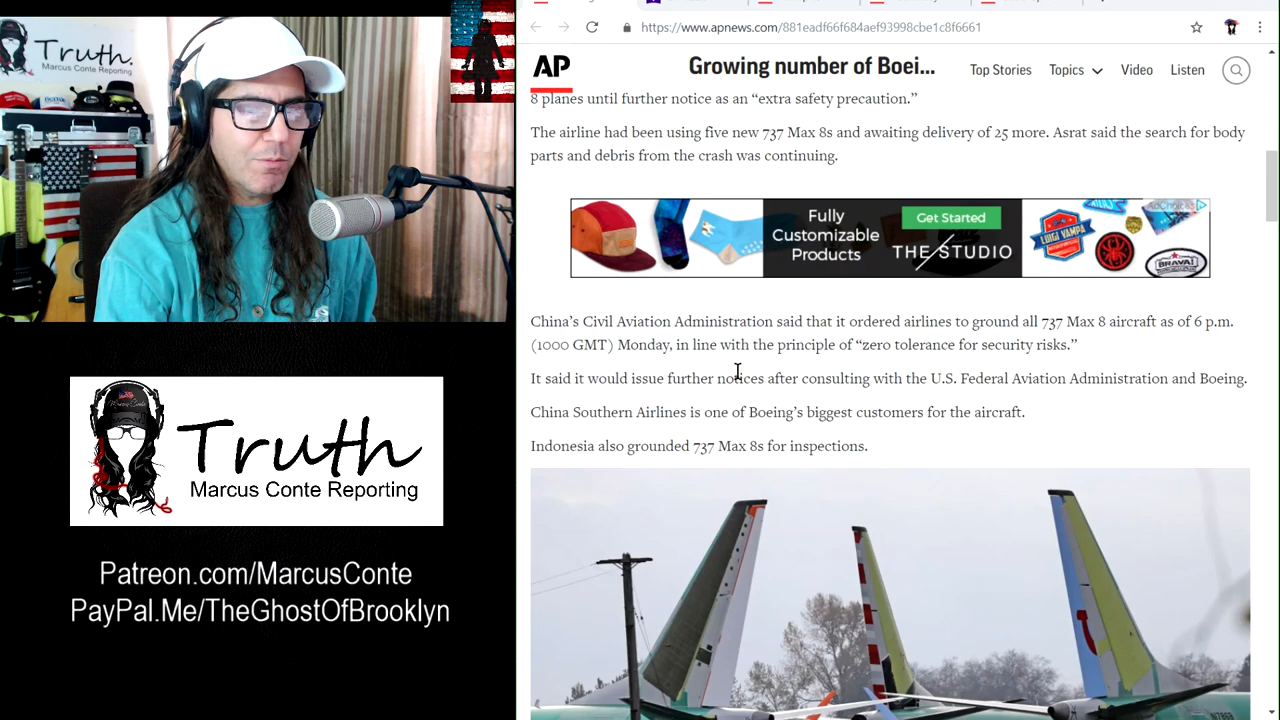 Truth.
Marcus Conte Reporting
Truth
Marcus Conte Reporting
Patreon.com/MarcusConte
PayPal.Me/TheGhostOfBrooklyn
https://www.apnews.com/881eadf66f684aef93998cbe1c8f6661
AP
Growing number of Boei...
Top Stories
Topics
Video
Listen
8 planes until further notice as an “extra safety precaution.”
The airline had been using five new 737 Max 8s and awaiting delivery of 25 more. Asrat said the search for body
parts and debris from the crash was continuing.
Fully
Customizable
Products
Get Started
THE STUDIO
LUIGI VAMPA
BRAVA!
AdChoices
China’s Civil Aviation Administration said that it ordered airlines to ground all 737 Max 8 aircraft as of 6 p.m.
(1000 GMT) Monday, in line with the principle of “zero tolerance for security risks.”
It said it would issue further notices after consulting with the U.S. Federal Aviation Administration and Boeing.
China Southern Airlines is one of Boeing’s biggest customers for the aircraft.
Indonesia also grounded 737 Max 8s for inspections.